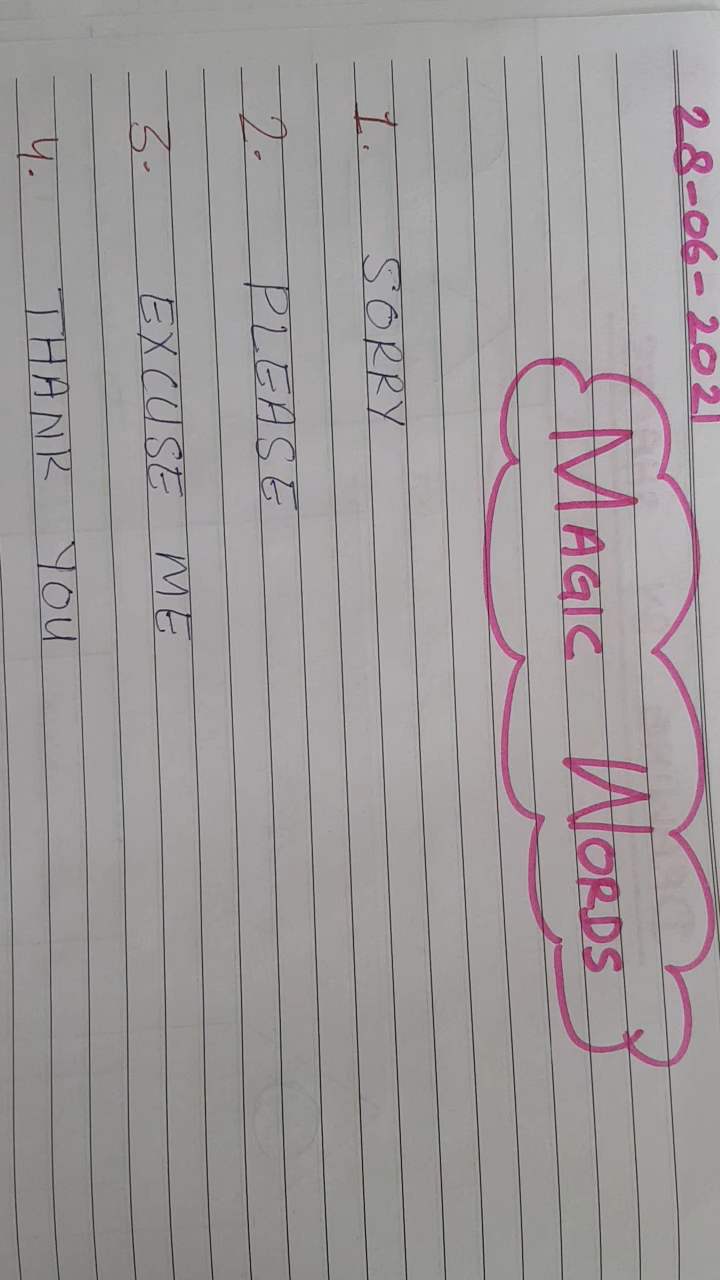 28-06-2021
MAGIC WORDS
1. SORRY
2. PLEASE
3. EXCUSE ME
4. THANK YOU